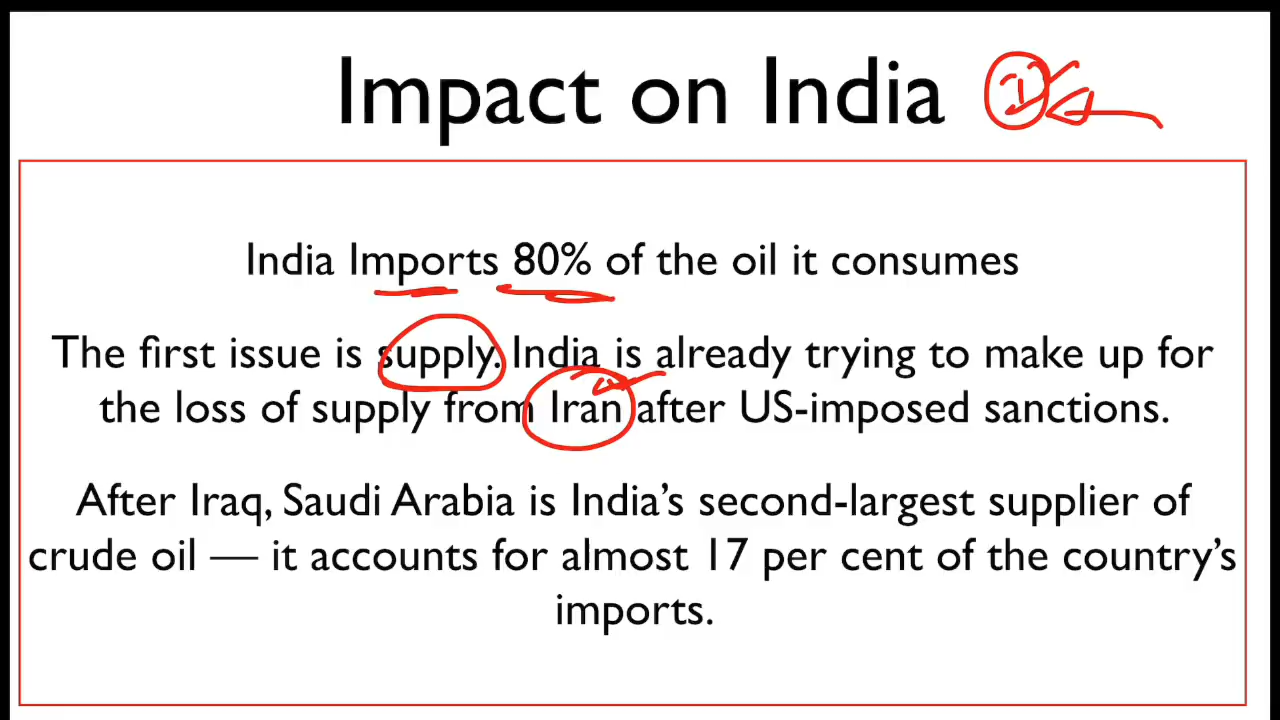 Impact on India
India Imports 80% of the oil it consumes
The first issue is supply. India is already trying to make up for
the loss of supply from Iran after US-imposed sanctions.
After Iraq, Saudi Arabia is India's second-largest supplier of
crude oil — it accounts for almost 17 per cent of the country's
imports.